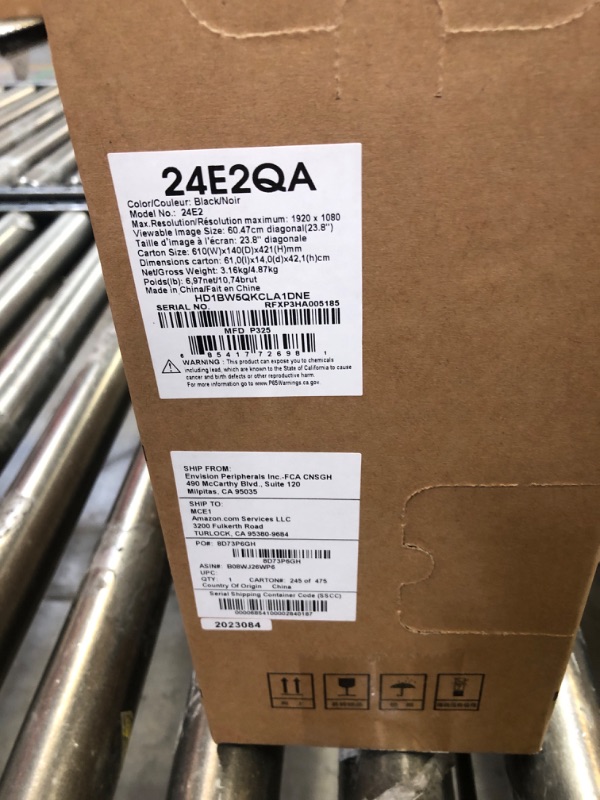 24E2QA
Color/Couleur: Black/Noir
Model No.: 24E2
Max.Resolution/Résolution maximum: 1920 x 1080
Viewable Image Size: 60.47cm diagonal(23.8")
Taille d'image à l'écran: 23.8" diagonale
Carton Size: 610(W)x140(D)x421(H)mm
Dimensions carton: 61,0(l)x14,0(d)x42,1(h)cm
Net/Gross Weight: 3.16kg/4.87kg
Poids(lb): 6,97net/10,74brut
Made in China/Fait en Chine
HD1BW5QKCLA1DNE
SERIAL NO. RFXP3HA005185
MFD P325
6 85417 72698 1
WARNING : This product can expose you to chemicals
including lead, which are known to the State of California to cause
cancer and birth defects or other reproductive harm.
For more information go to www.P65Warnings.ca.gov
SHIP FROM:
Envision Peripherals Inc.-FCA CNSGH
490 McCarthy Blvd., Suite 120
Milpitas, CA 95035
SHIP TO:
MCE1
Amazon.com Services LLC
3200 Fulkerth Road
TURLOCK, CA 95380-9684
PO#: 8D73P6GH
8D73P6GH
ASIN#: B08WJ26WP6
UPC:
QTY: 1 CARTON#: 245 of 475
Country Of Origin China
Serial Shipping Container Code (SSCC)
00006854100002840187
2023084